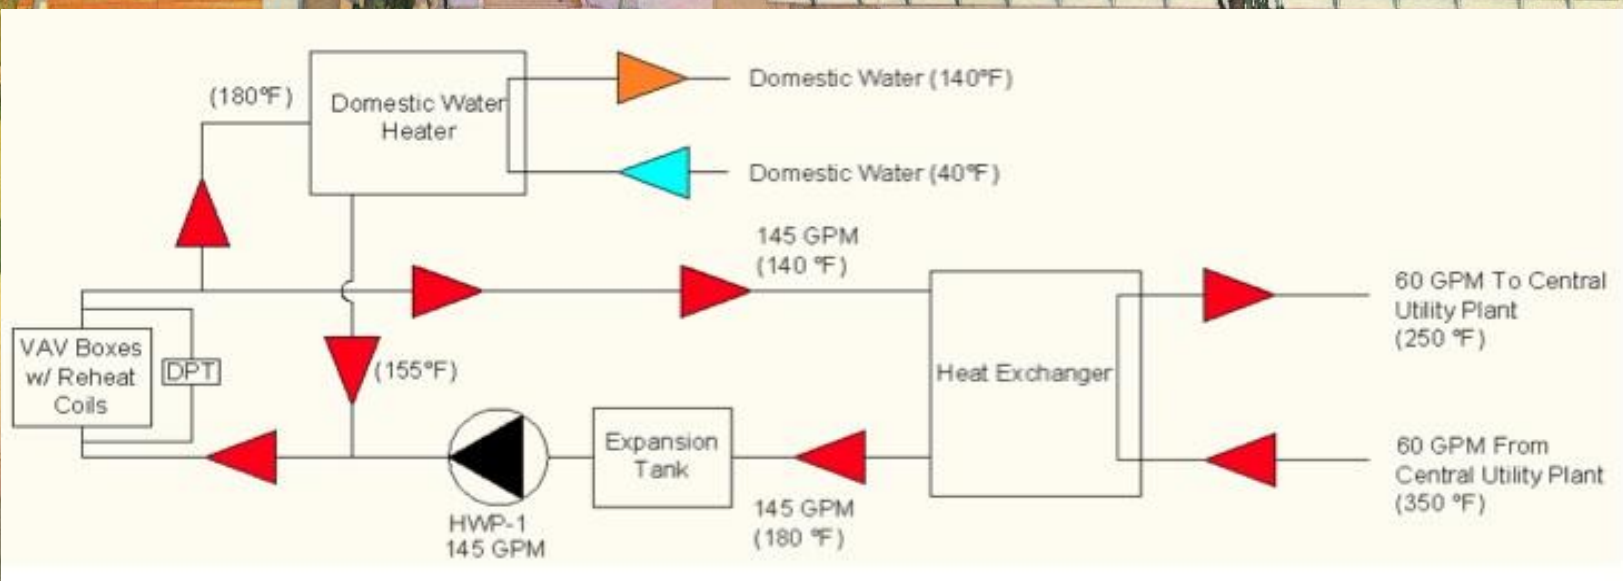 (180°F)
Domestic Water
Heater
Domestic Water (140°F)
Domestic Water (40°F)
145 GPM
(140 °F)
60 GPM To Central
Utility Plant
(250 °F)
VAV Boxes
w/ Reheat
Coils
DPT
(155°F)
Heat Exchanger
Expansion
Tank
60 GPM From
Central Utility Plant
(350 °F)
HWP-1
145 GPM
145 GPM
(180 °F)